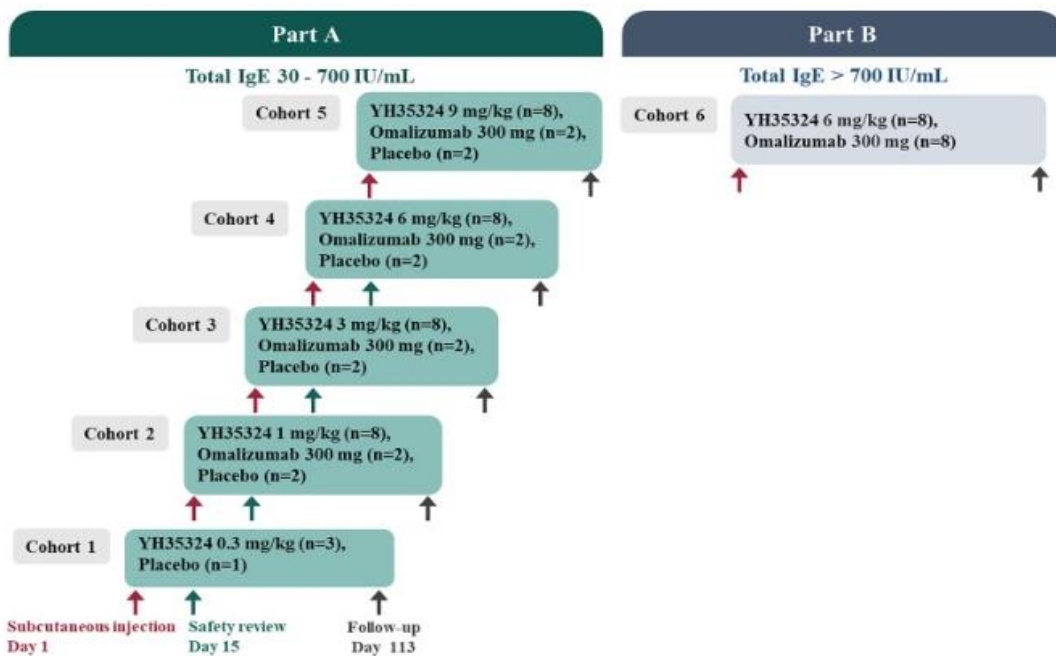 Part A
Part B
Total IgE 30 - 700 IU/mL
Total IgE > 700 IU/mL
Cohort 5
YH35324 9 mg/kg (n=8),
Omalizumab 300 mg (n=2),
Placebo (n=2)
Cohort 6
YH35324 6 mg/kg (n=8),
Omalizumab 300 mg (n=8)
Cohort 4
YH35324 6 mg/kg (n=8),
Omalizumab 300 mg (n=2),
Placebo (n=2)
Cohort 3
YH35324 3 mg/kg (n=8),
Omalizumab 300 mg (n=2),
Placebo (n=2)
Cohort 2
YH35324 1 mg/kg (n=8),
Omalizumab 300 mg (n=2),
Placebo (n=2)
Cohort 1
YH35324 0.3 mg/kg (n=3),
Placebo (n=1)
Subcutaneous injection
Day 1
Safety review
Day 15
Follow-up
Day 113